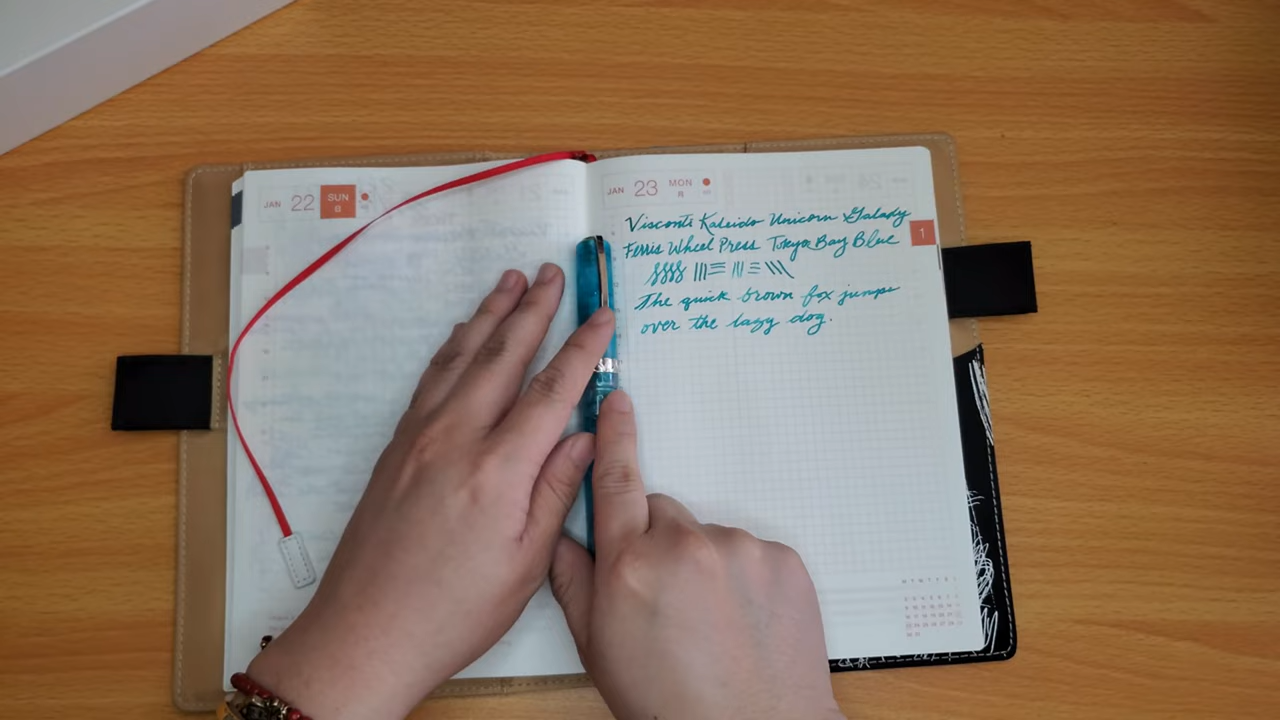 JAN 22 SUN
JAN 23 MON
1
Visconti Kaleido Unicorn Galady
Ferris Wheel Press Tokyo Bay Blue
The quick brown fox jumps
over the lazy dog.